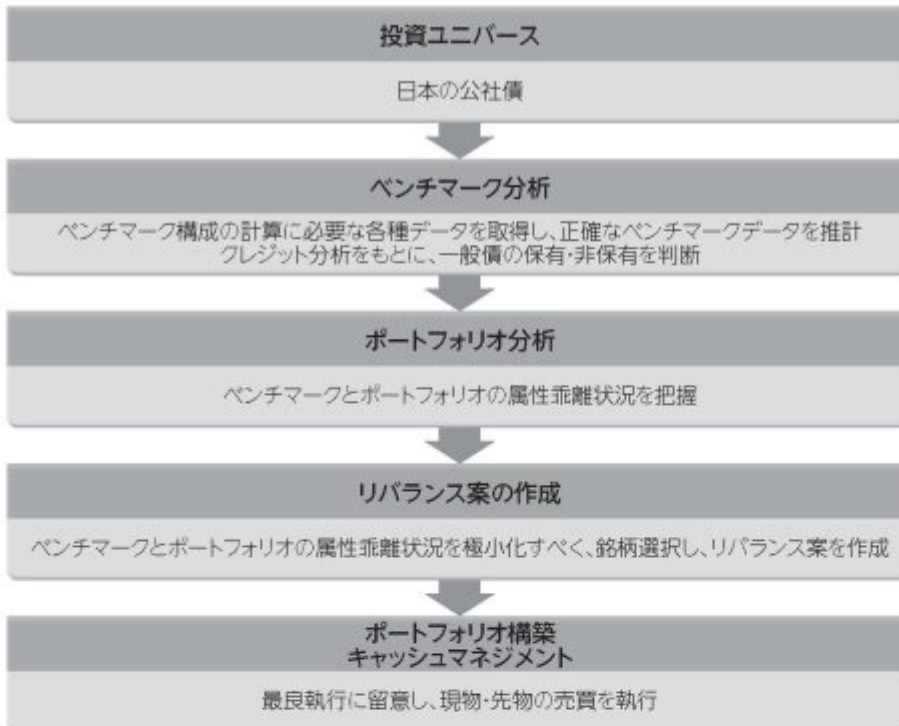 投資ユニバース
日本の公社債
ベンチマーク分析
ベンチマーク構成の計算に必要な各種データを取得し、正確なベンチマークデータを推計
クレジット分析をもとに、一般債の保有・非保有を判断
ポートフォリオ分析
ベンチマークとポートフォリオの属性乖離状況を把握
リバランス案の作成
ベンチマークとポートフォリオの属性乖離状況を極小化すべく、銘柄選択し、リバランス案を作成
ポートフォリオ構築
キャッシュマネジメント
最良執行に留意し、現物・先物の売買を執行